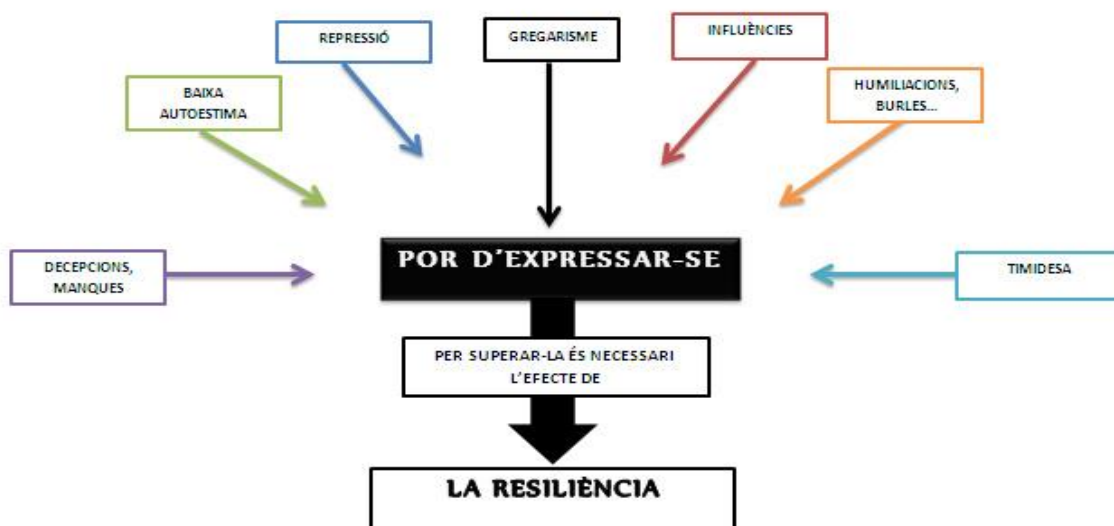 REPRESSIÓ
GREGARISME
INFLUÈNCIES
BAIXA
AUTOESTIMA
HUMILIACIONS,
BURLES...
DECEPCIONS,
MANQUES
POR D'EXPRESSAR-SE
TIMIDESA
PER SUPERAR-LA ÉS NECESSARI
L'EFECTE DE
LA RESILIÈNCIA